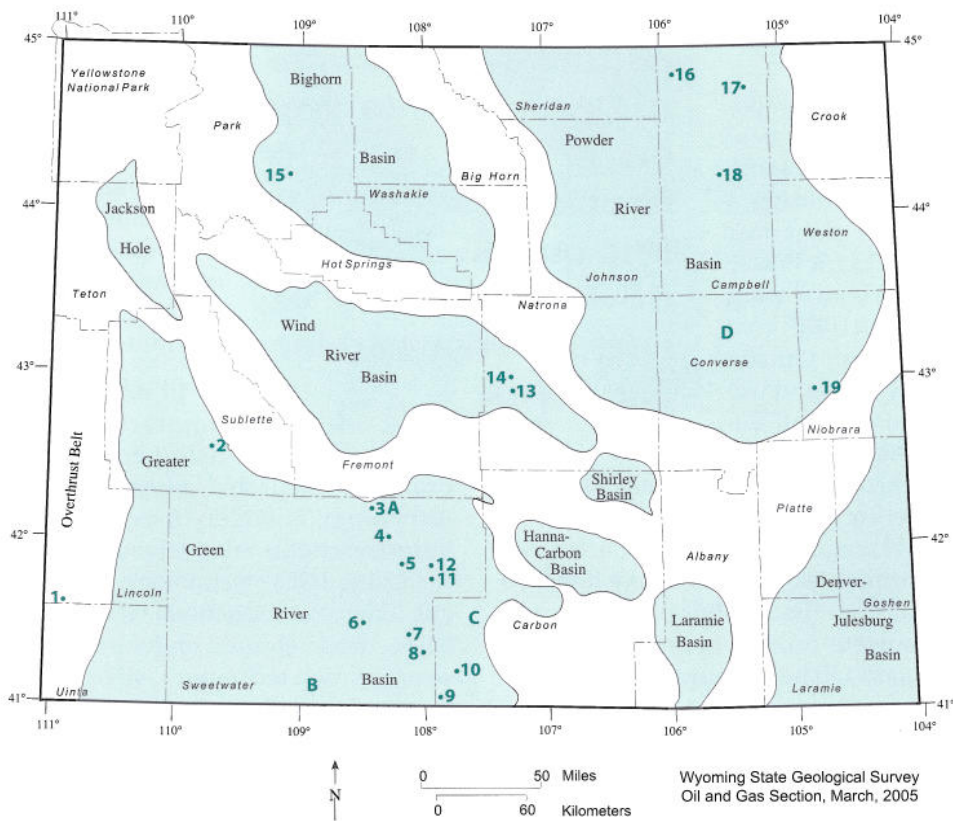 111°
110°
109°
108°
107°
106°
105°
104°
45°
45°
Yellowstone
National Park
Bighorn
16
17
Sheridan
Crook
Park
Powder
Basin
15
Big Horn
18
Washakie
44°
Jackson
River
44°
Hole
Weston
Hot Springs
Johnson
Basin
Campbell
Teton
Natrona
Wind
D
River
Converse
43°
Basin
14
13
19
43°
Sublette
2
Niobrara
Greater
Fremont
Overthrust Belt
Shirley
Basin
3A
Platte
42°
4
Hanna-
Carbon
Basin
42°
Green
Albany
5
12
11
Denver-
1
Lincoln
Goshen
River
6
C
Carbon
Laramie
Basin
Julesburg
7
8
Basin
10
Uinta
Sweetwater
B
Basin
9
Laramie
41°
41°
111°
110°
109°
108°
107°
106°
105°
104°
N
0 50 Miles
0 60 Kilometers
Wyoming State Geological Survey
Oil and Gas Section, March, 2005